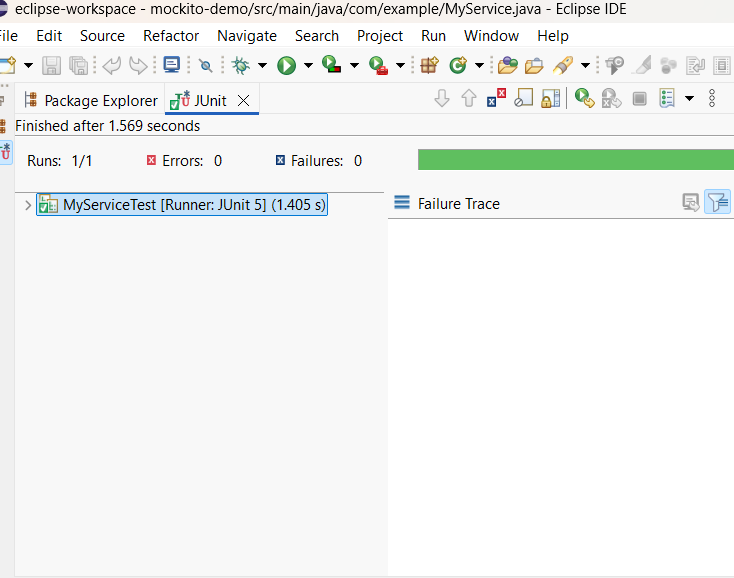 eclipse-workspace - mockito-demo/src/main/java/com/example/MyService.java - Eclipse IDE
File Edit Source Refactor Navigate Search Project Run Window Help
Package Explorer JUnit
Finished after 1.569 seconds
Runs: 1/1 Errors: 0 Failures: 0
MyServiceTest [Runner: JUnit 5] (1.405 s)
Failure Trace